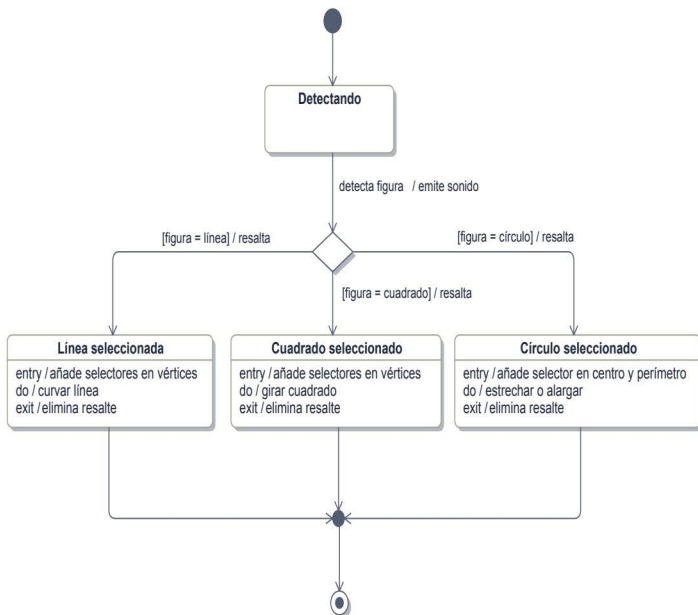 Detectando
detecta figura / emite sonido
[figura = línea] / resalta
[figura = círculo] / resalta
[figura = cuadrado] / resalta
Línea seleccionada
entry / añade selectores en vértices
do / curvar línea
exit / elimina resalte
Cuadrado seleccionado
entry / añade selectores en vértices
do / girar cuadrado
exit / elimina resalte
Círculo seleccionado
entry / añade selector en centro y perímetro
do / estrechar o alargar
exit / elimina resalte